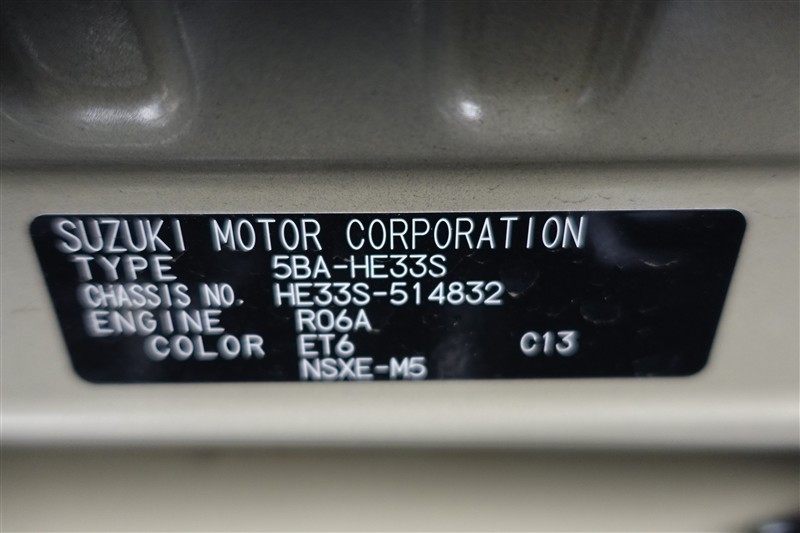 SUZUKI MOTOR CORPORATION
TYPE 5BA-HE33S
CHASSIS NO. HE33S-514832
ENGINE R06A
COLOR ET6 C13
NSXE-M5